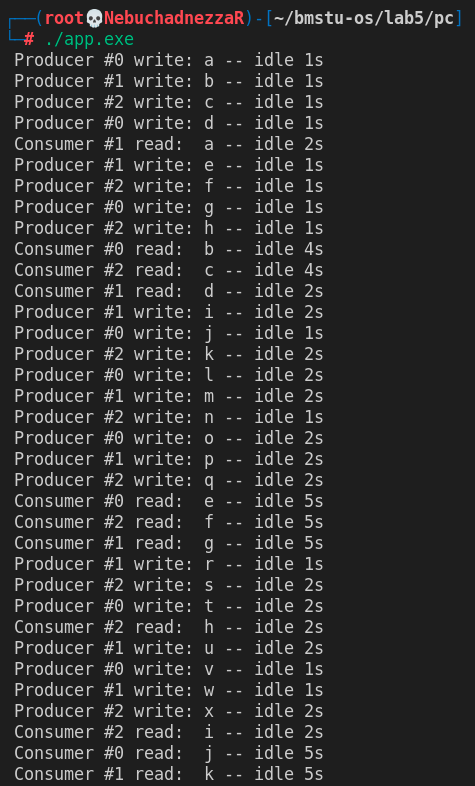 ┌──(root💀NebuchadnezzaR)-[~/bmstu-os/lab5/pc]
└─# ./app.exe
Producer #0 write: a -- idle 1s
Producer #1 write: b -- idle 1s
Producer #2 write: c -- idle 1s
Producer #0 write: d -- idle 1s
Consumer #1 read:  a -- idle 2s
Producer #1 write: e -- idle 1s
Producer #2 write: f -- idle 1s
Producer #0 write: g -- idle 1s
Producer #2 write: h -- idle 1s
Consumer #0 read:  b -- idle 4s
Consumer #2 read:  c -- idle 4s
Consumer #1 read:  d -- idle 2s
Producer #1 write: i -- idle 2s
Producer #0 write: j -- idle 1s
Producer #2 write: k -- idle 2s
Producer #0 write: l -- idle 2s
Producer #1 write: m -- idle 2s
Producer #2 write: n -- idle 1s
Producer #0 write: o -- idle 2s
Producer #1 write: p -- idle 2s
Producer #2 write: q -- idle 2s
Consumer #0 read:  e -- idle 5s
Consumer #2 read:  f -- idle 5s
Consumer #1 read:  g -- idle 5s
Producer #1 write: r -- idle 1s
Producer #2 write: s -- idle 2s
Producer #0 write: t -- idle 2s
Consumer #2 read:  h -- idle 2s
Producer #1 write: u -- idle 2s
Producer #0 write: v -- idle 1s
Producer #1 write: w -- idle 1s
Producer #2 write: x -- idle 2s
Consumer #2 read:  i -- idle 2s
Consumer #0 read:  j -- idle 5s
Consumer #1 read:  k -- idle 5s